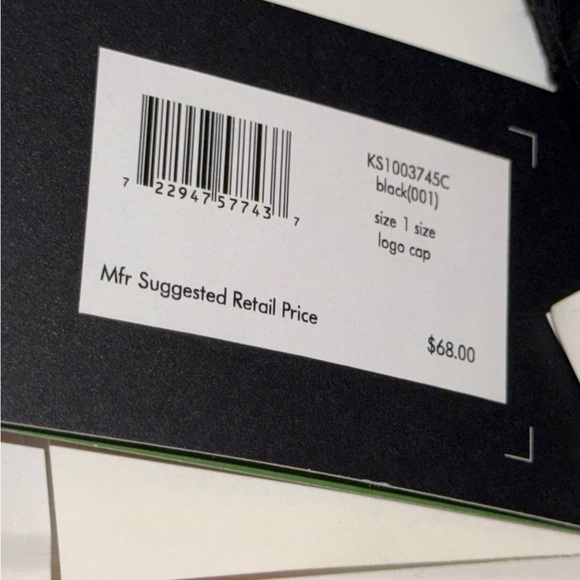 7 22947 57743 7
KS1003745C
black(001)
size 1 size
logo cap
Mfr Suggested Retail Price
$68.00